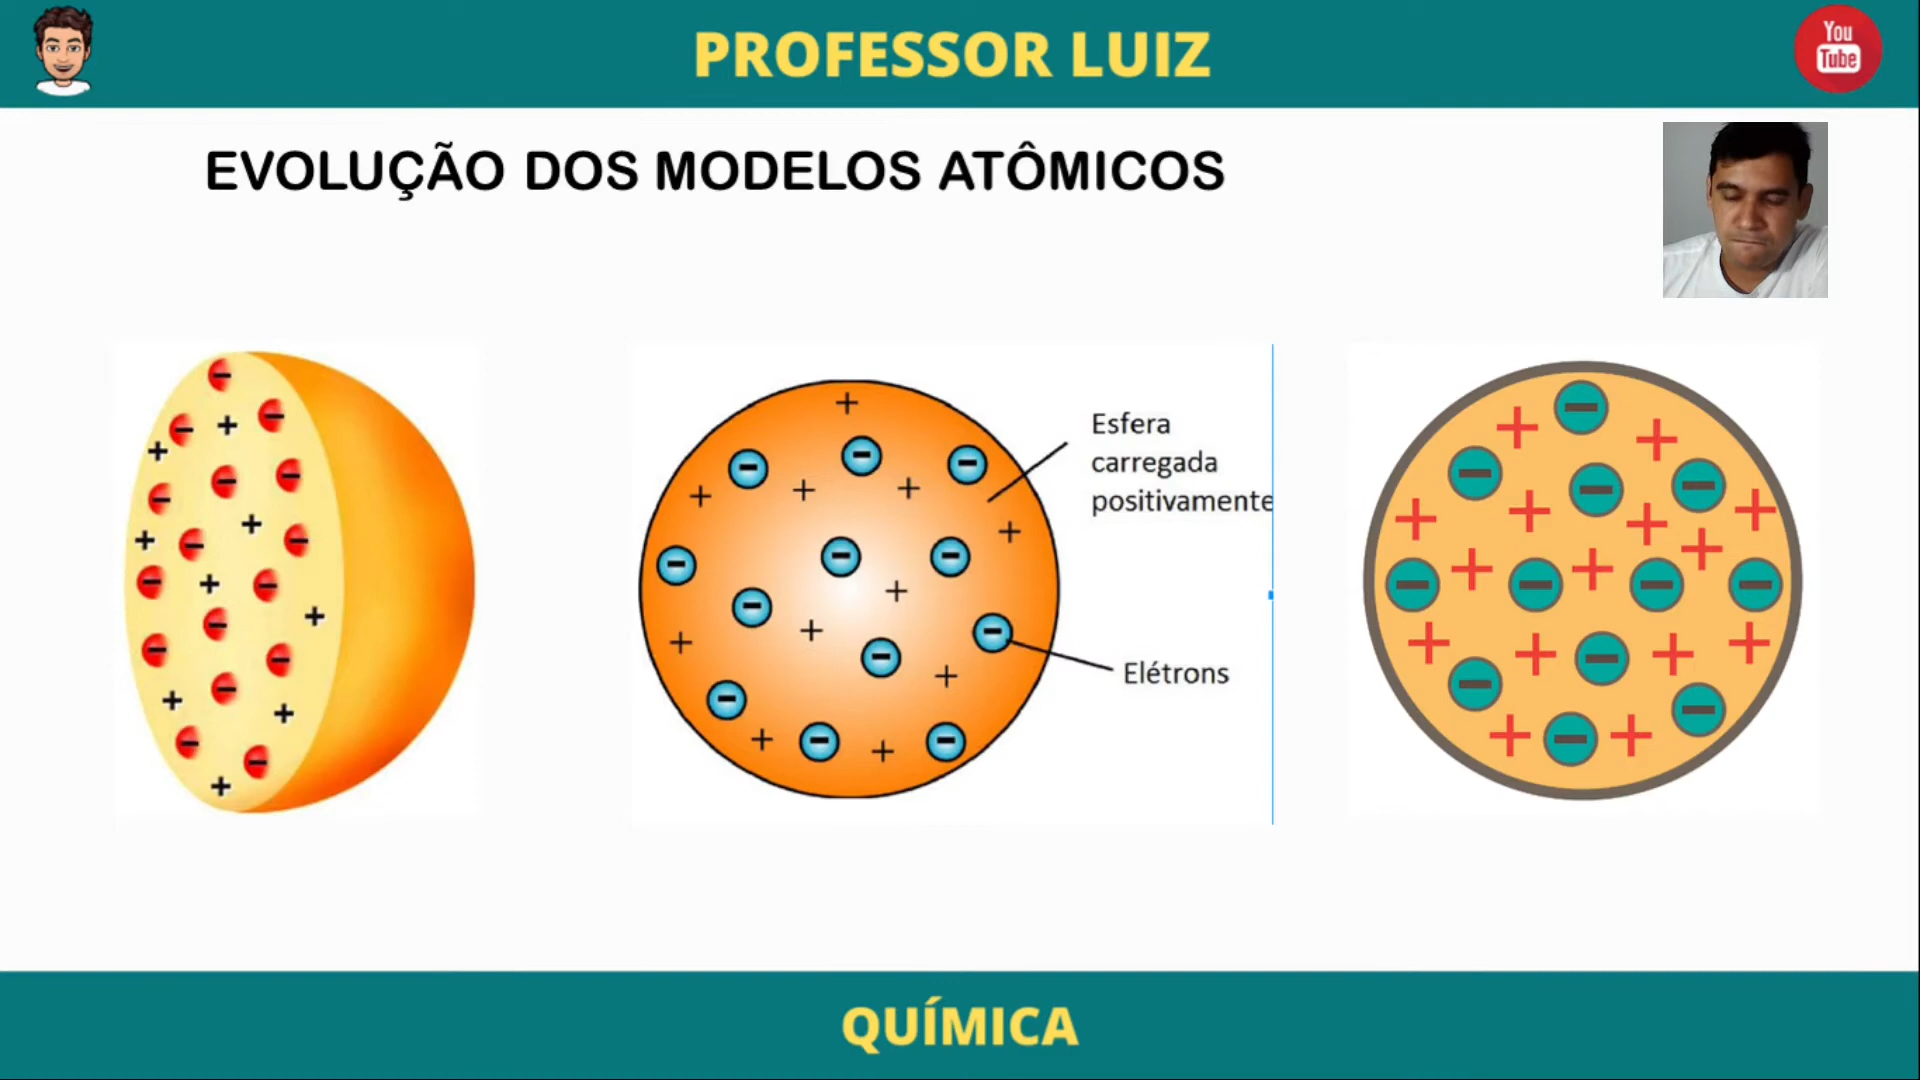 PROFESSOR LUIZ
You
Tube
EVOLUÇÃO DOS MODELOS ATÔMICOS
Esfera
carregada
positivamente
Elétrons
QUÍMICA